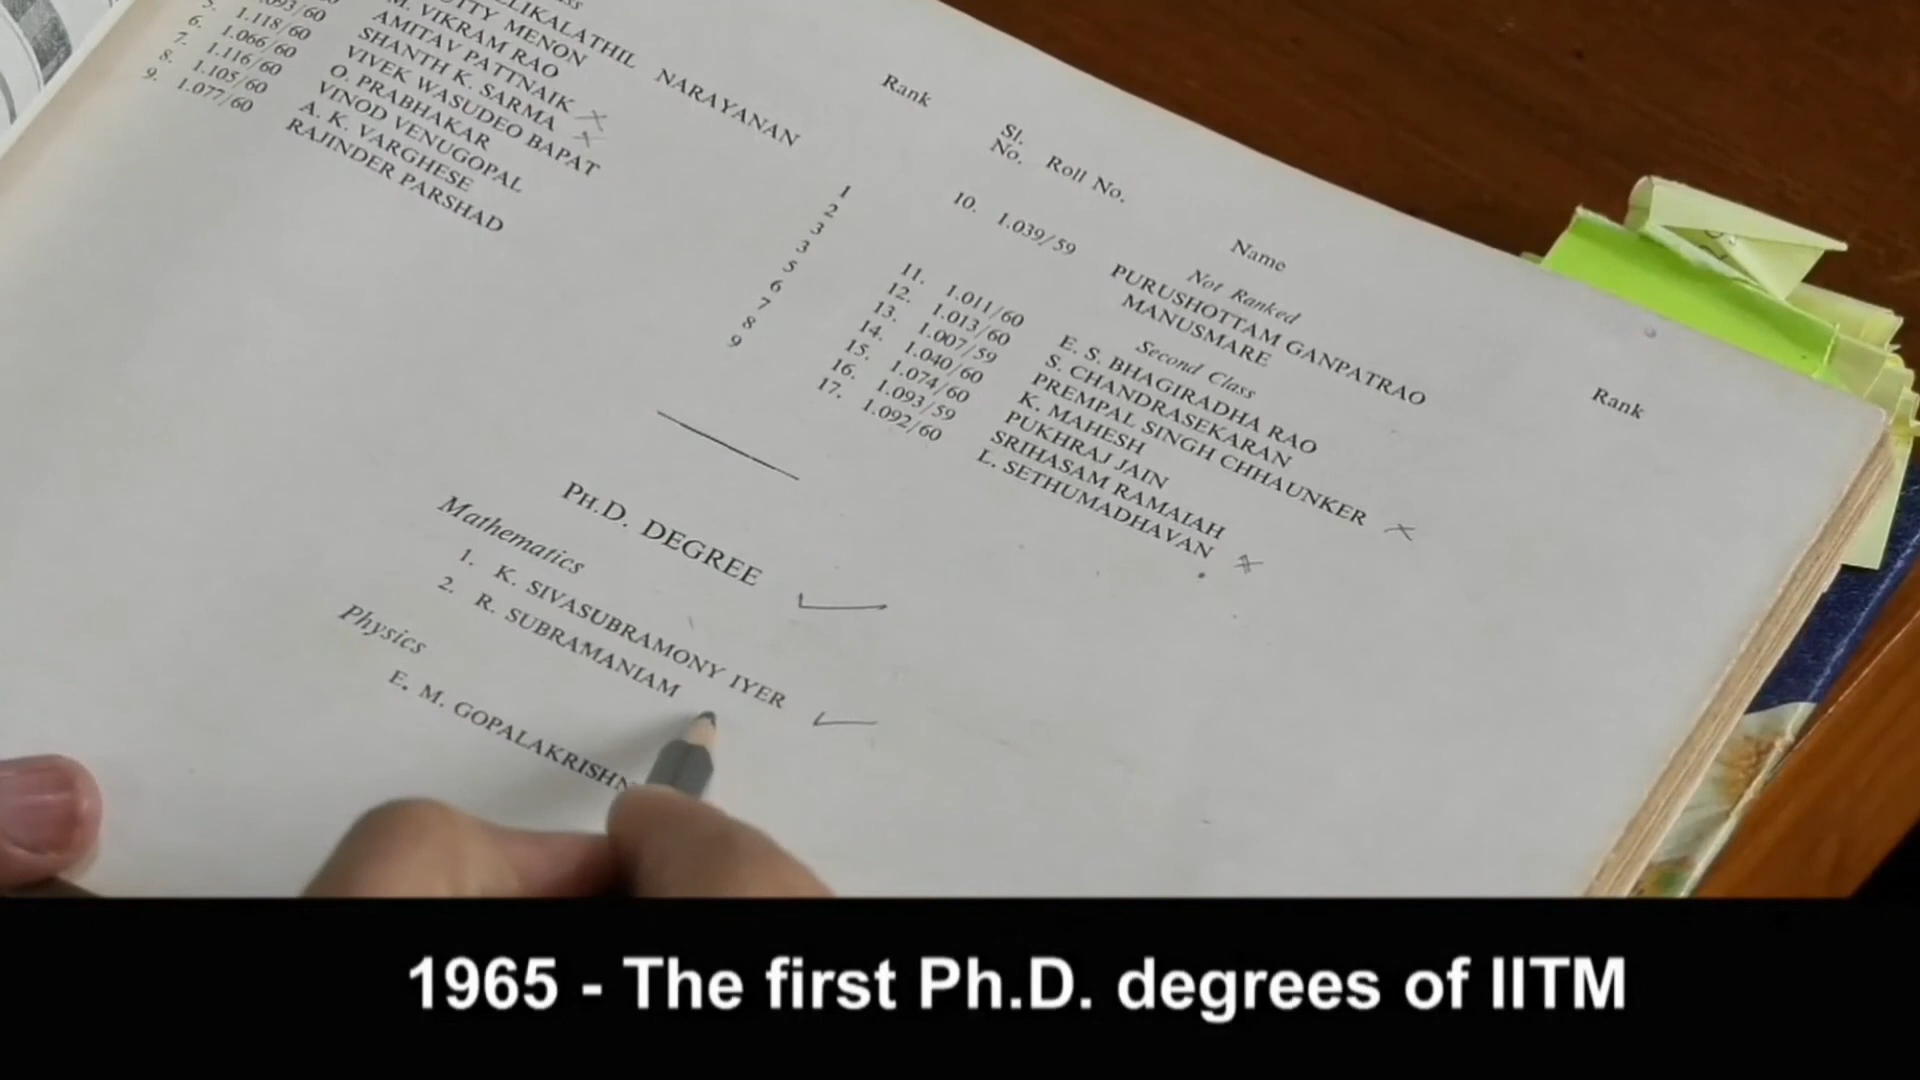 NARAYANAN
M. VIKRAM RAO
AMITAV PATTNAIK
SHANTH K. SARMA
VIVEK WASUDEO BAPAT
O. PRABHAKAR
VINOD VENUGOPAL
A. K. VARGHESE
RAJINDER PARSHAD
6. 1.118/60
7. 1.066/60
8. 1.116/60
9. 1.105/60
1.077/60
Rank
1
2
3
3
5
6
7
8
9
Ph.D. DEGREE
Mathematics
1. K. SIVASUBRAMONY IYER
2. R. SUBRAMANIAM
Physics
E. M. GOPALAKRISHN
Sl. No. Roll No. Name Rank
Not Ranked
10. 1.039/59 PURUSHOTTAM GANPATRAO
MANUSMARE
Second Class
11. 1.011/60 E. S. BHAGIRADHA RAO
12. 1.013/60 S. CHANDRASEKARAN
13. 1.007/59 PREMPAL SINGH CHHAUNKER
14. 1.040/60 K. MAHESH
15. 1.074/60 PUKHRAJ JAIN
16. 1.093/59 SRIHASAM RAMAIAH
17. 1.092/60 L. SETHUMADHAVAN
1965 - The first Ph.D. degrees of IITM